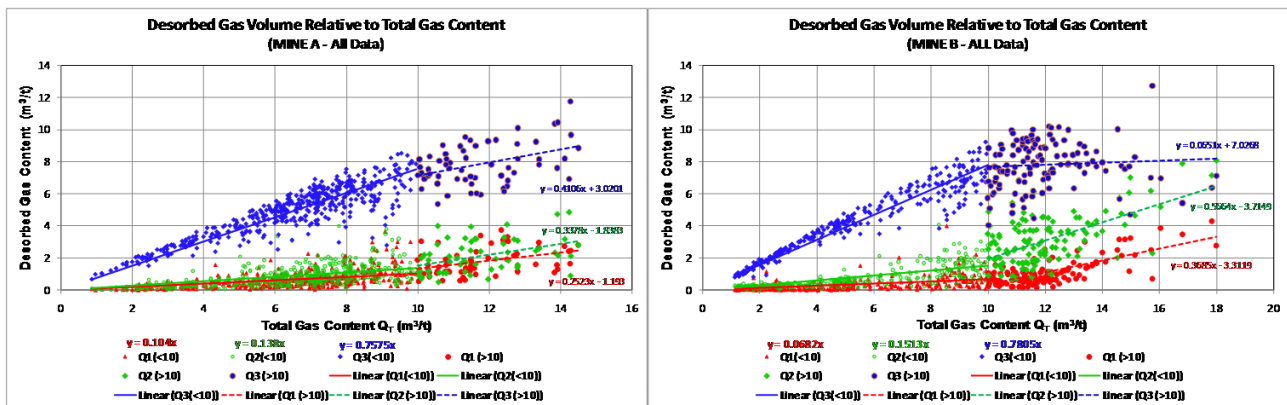 Desorbed Gas Volume Relative to Total Gas Content
(MINE A - All Data)
Desorbed Gas Content (m³/t)
14
12
10
8
6
4
2
0
y = 0.4106x + 3.0201
y = 0.3378x - 1.8383
y = 0.2523x - 1.193
0 2 4 6 8 10 12 14 16
Total Gas Content Q_T (m³/t)
y = 0.104x y = 0.138x y = 0.7575x
Q1(<10) Q2(<10) Q3(<10) Q1 (>10)
Q2 (>10) Q3 (>10) Linear (Q1(<10)) Linear (Q2(<10))
Linear (Q3(<10)) Linear (Q1 (>10)) Linear (Q2 (>10)) Linear (Q3 (>10))
Desorbed Gas Volume Relative to Total Gas Content
(MINE B - ALL Data)
Desorbed Gas Content (m³/t)
14
12
10
8
6
4
2
0
y = 0.0651x + 7.0268
y = 0.5564x - 3.7149
y = 0.3685x - 3.3119
0 2 4 6 8 10 12 14 16 18 20
Total Gas Content Q_T (m³/t)
y = 0.0682x y = 0.1513x y = 0.7805x
Q1(<10) Q2(<10) Q3(<10) Q1 (>10)
Q2 (>10) Q3 (>10) Linear (Q1(<10)) Linear (Q2(<10))
Linear (Q3(<10)) Linear (Q1 (>10)) Linear (Q2 (>10)) Linear (Q3 (>10))